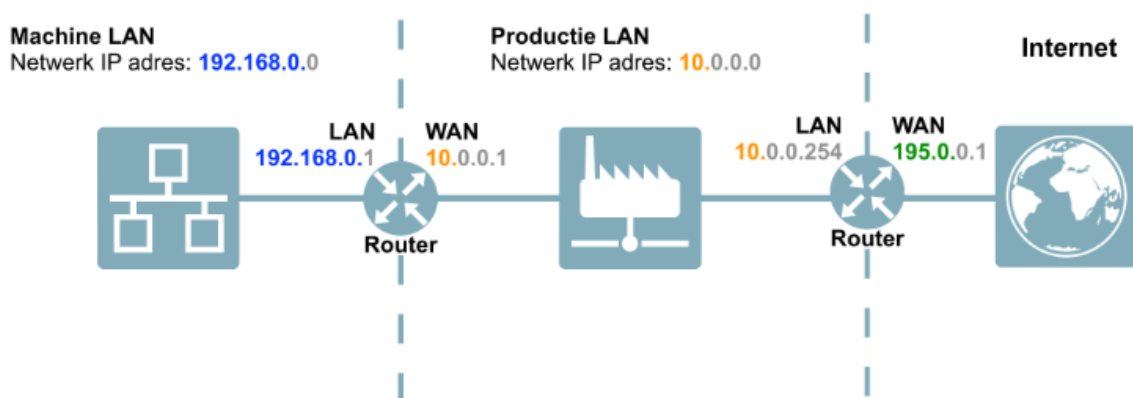 Machine LAN
Netwerk IP adres: 192.168.0.0
Productie LAN
Netwerk IP adres: 10.0.0.0
Internet
LAN
192.168.0.1
WAN
10.0.0.1
Router
LAN
10.0.0.254
WAN
195.0.0.1
Router